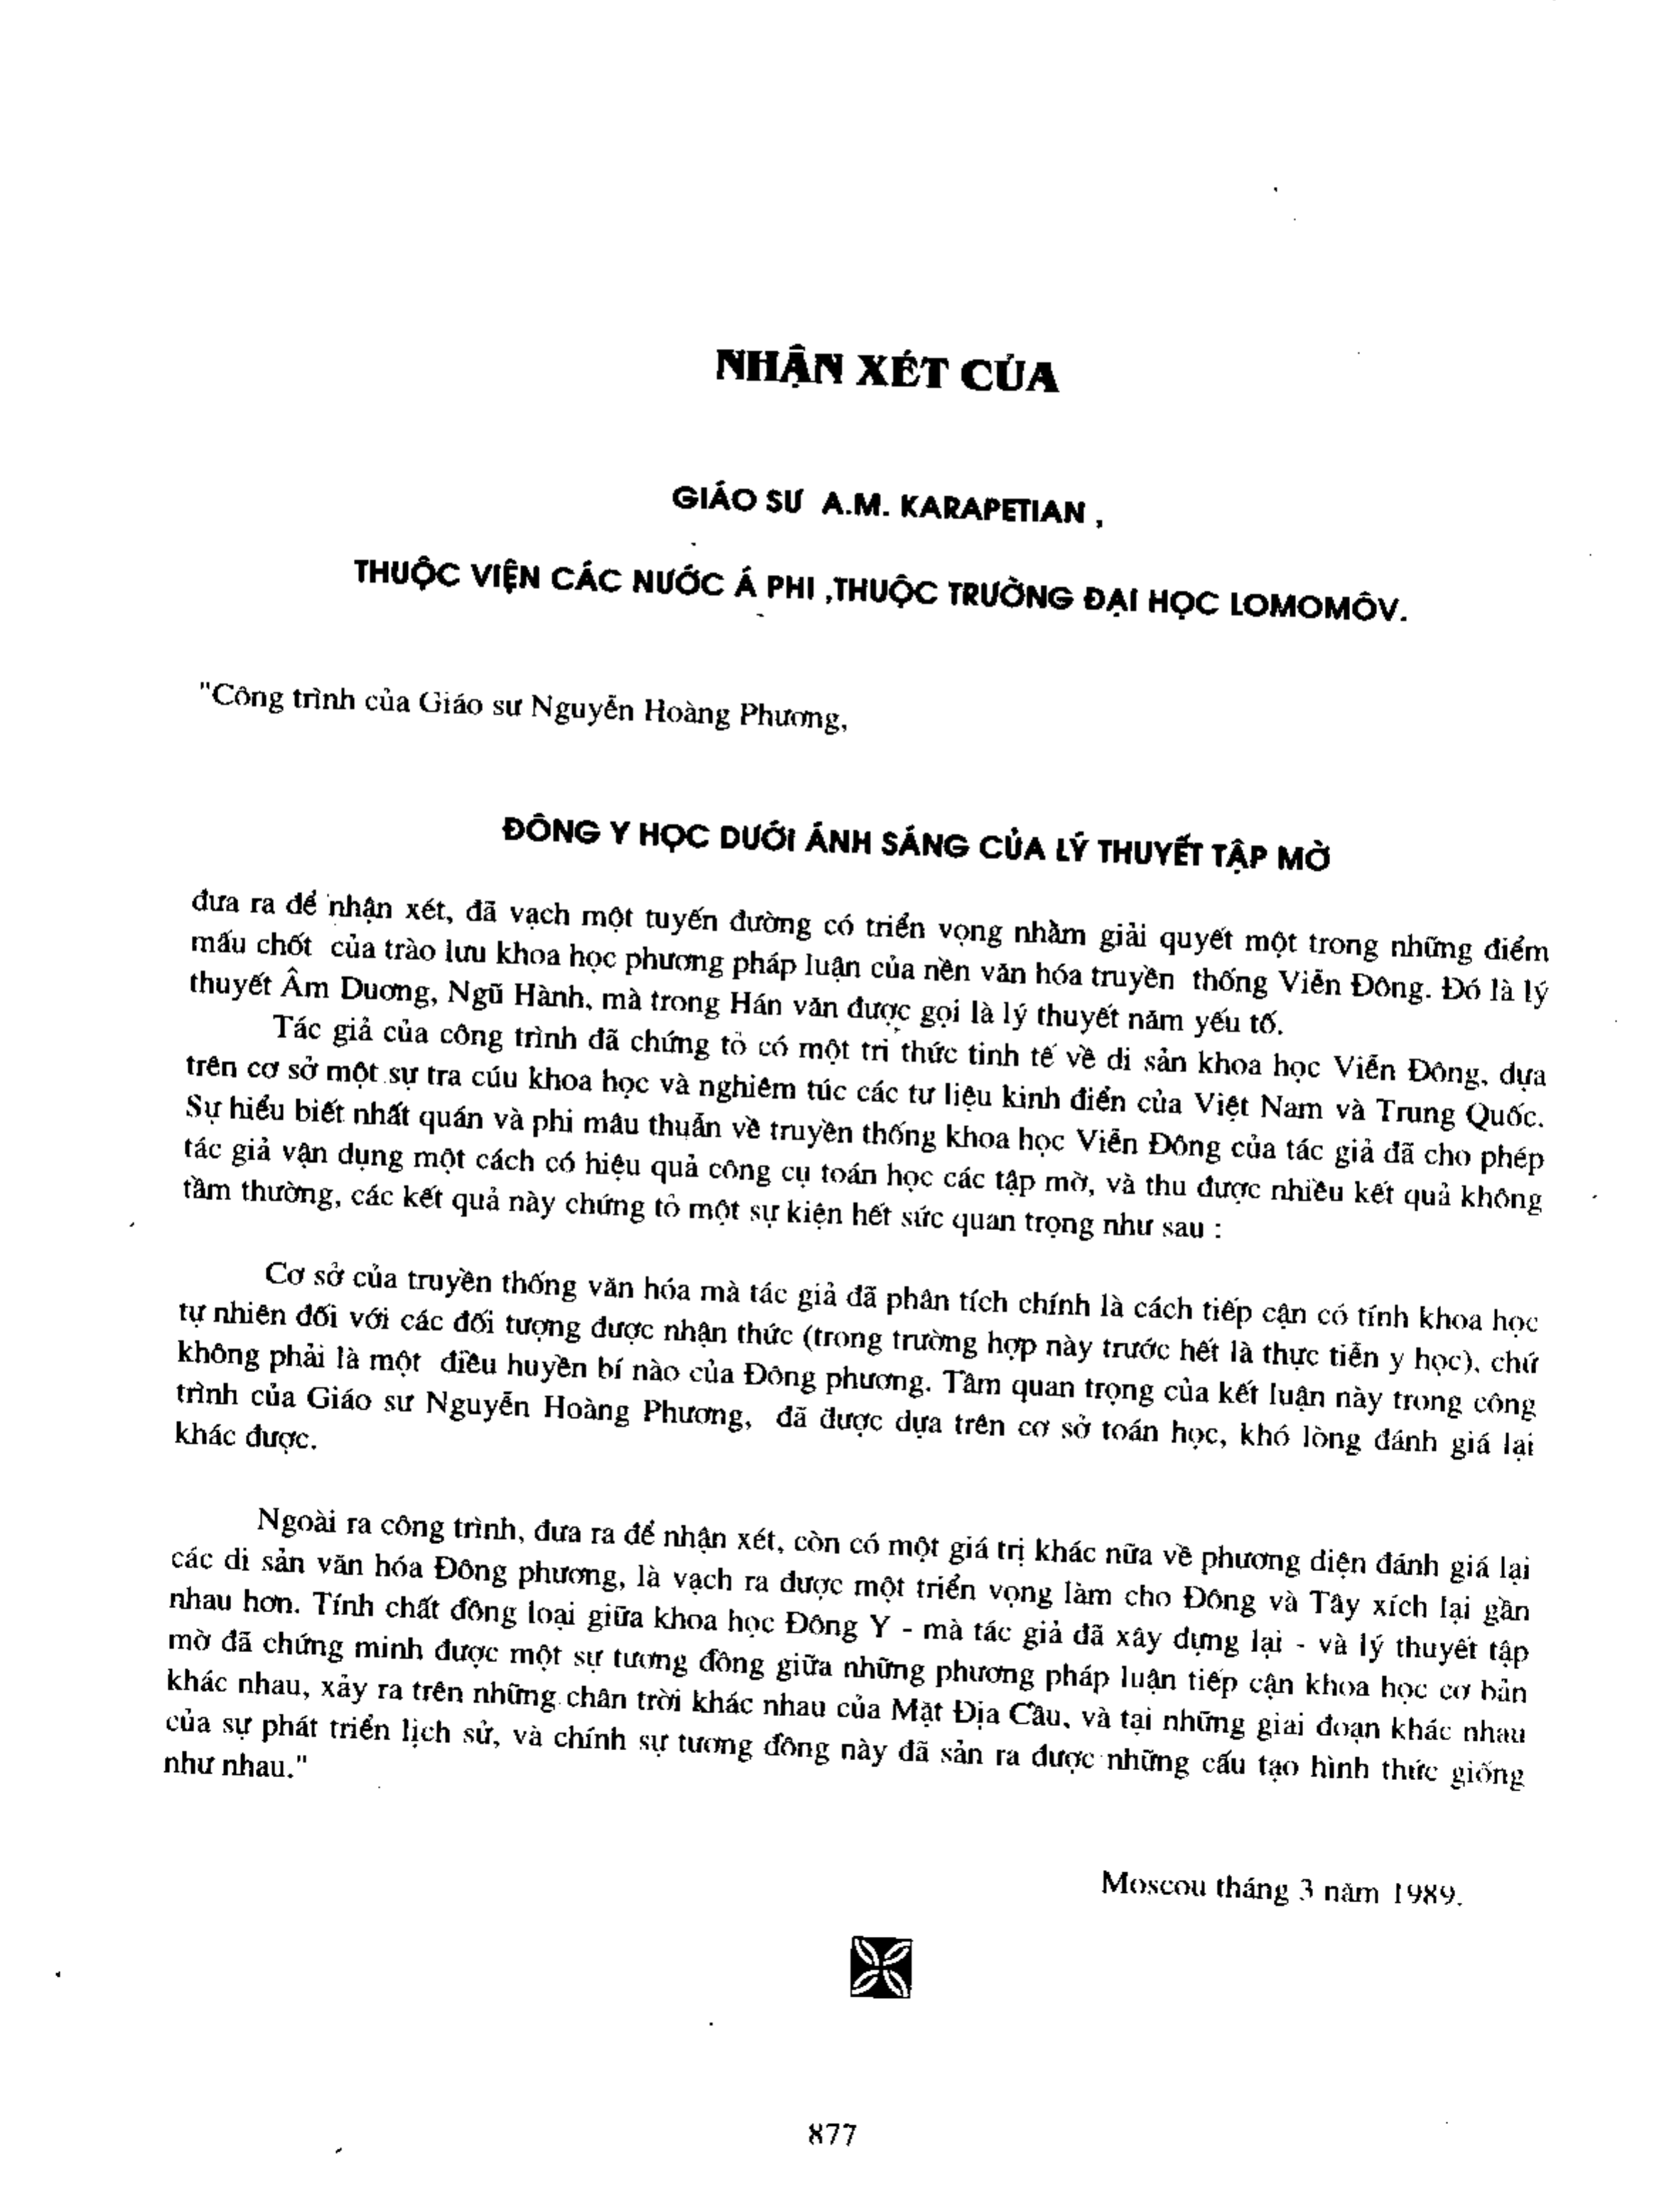 NHẬN XÉT CỦA
GIÁO SƯ A.M. KARAPETIAN ,
THUỘC VIỆN CÁC NƯỚC Á PHI ,THUỘC TRƯỜNG ĐẠI HỌC LOMOMÔV.
"Công trình của Giáo sư Nguyễn Hoàng Phương,
ĐÔNG Y HỌC DƯỚI ÁNH SÁNG CỦA LÝ THUYẾT TẬP MỜ
đưa ra để nhận xét, đã vạch một tuyến đường có triển vọng nhằm giải quyết một trong những điểm
mấu chốt của trào lưu khoa học phương pháp luận của nền văn hóa truyền thống Viễn Đông. Đó là lý
thuyết Âm Duơng, Ngũ Hành, mà trong Hán văn được gọi là lý thuyết năm yếu tố.
Tác giả của công trình đã chứng tỏ có một tri thức tinh tế về di sản khoa học Viễn Đông, dựa
trên cơ sở một sự tra cúu khoa học và nghiêm túc các tư liệu kinh điển của Việt Nam và Trung Quốc.
Sự hiểu biết nhất quán và phi mâu thuẫn về truyền thống khoa học Viễn Đông của tác giả đã cho phép
tác giả vận dụng một cách có hiệu quả công cụ toán học các tập mờ, và thu được nhiều kết quả không
tầm thường, các kết quả này chứng tỏ một sự kiện hết sức quan trọng như sau :
Cơ sở của truyền thống văn hóa mà tác giả đã phân tích chính là cách tiếp cận có tính khoa học
tự nhiên đối với các đối tượng được nhận thức (trong trường hợp này trước hết là thực tiễn y học), chứ
không phải là một điều huyền bí nào của Đông phương. Tầm quan trọng của kết luận này trong công
trình của Giáo sư Nguyễn Hoàng Phương, đã được dựa trên cơ sở toán học, khó lòng đánh giá lại
khác được.
Ngoài ra công trình, đưa ra để nhận xét, còn có một giá trị khác nữa về phương diện đánh giá lại
các di sản văn hóa Đông phương, là vạch ra được một triển vọng làm cho Đông và Tây xích lại gần
nhau hơn. Tính chất đồng loại giữa khoa học Đông Y - mà tác giả đã xây dựng lại - và lý thuyết tập
mờ đã chứng minh được một sự tương đồng giữa những phương pháp luận tiếp cận khoa học cơ bản
khác nhau, xảy ra trên những chân trời khác nhau của Mặt Địa Cầu, và tại những giai đoạn khác nhau
của sự phát triển lịch sử, và chính sự tương đồng này đã sản ra được những cấu tạo hình thức giống
như nhau."
Moscou tháng 3 năm 1989.
877